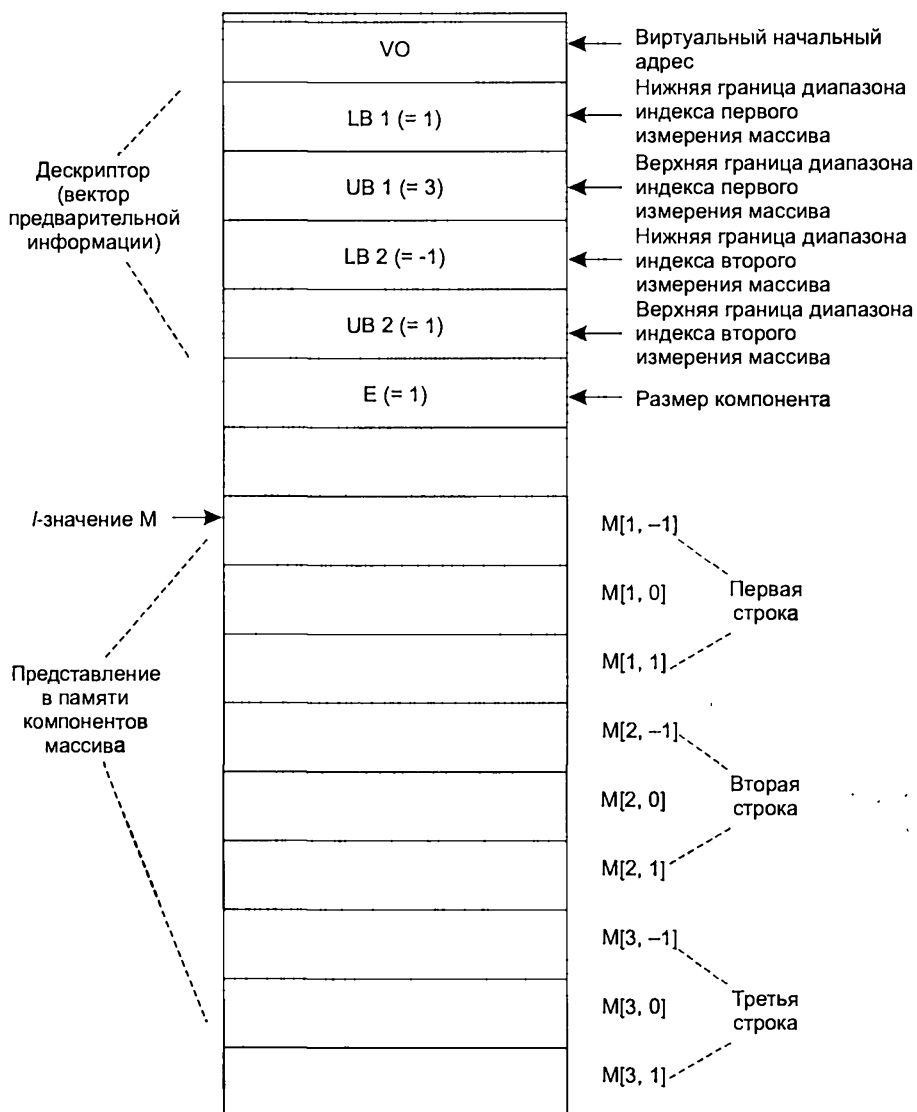 VO
Виртуальный начальный
адрес
LB 1 (= 1)
Нижняя граница диапазона
индекса первого
измерения массива
Дескриптор
(вектор
предварительной
информации)
UB 1 (= 3)
Верхняя граница диапазона
индекса первого
измерения массива
LB 2 (= -1)
Нижняя граница диапазона
индекса второго
измерения массива
UB 2 (= 1)
Верхняя граница диапазона
индекса второго
измерения массива
E (= 1)
Размер компонента
l-значение M
M[1, –1]
M[1, 0]
M[1, 1]
Первая
строка
Представление
в памяти
компонентов
массива
M[2, –1]
M[2, 0]
M[2, 1]
Вторая
строка
M[3, –1]
M[3, 0]
M[3, 1]
Третья
строка